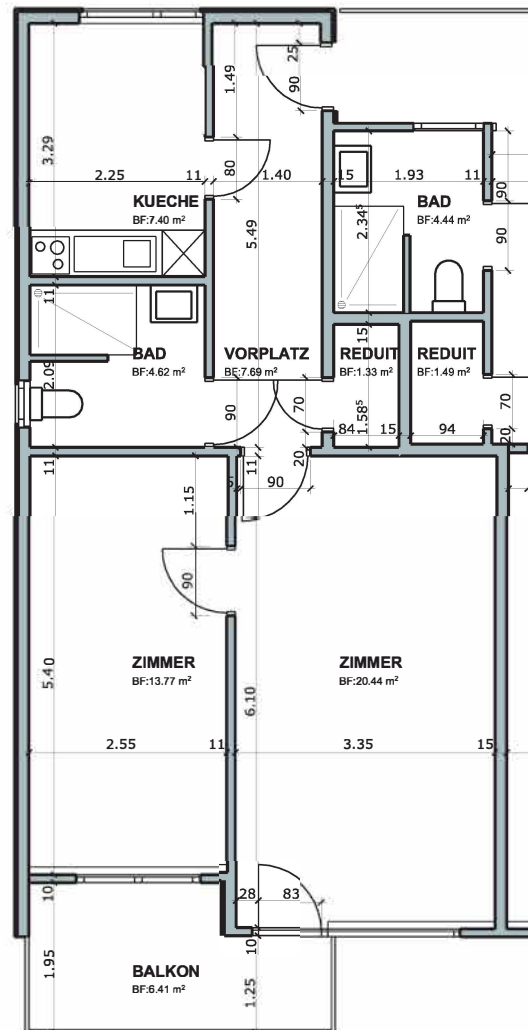 25
1.49
90
3.29
80
2.25
11
1.40
15
1.93
11
90
KUECHE
BF:7.40 m²
BAD
BF:4.44 m²
5.49
2.34⁵
90
11
15
BAD
BF:4.62 m²
VORPLATZ
BF:7.69 m²
REDUIT
BF:1.33 m²
REDUIT
BF:1.49 m²
2.09
90
70
1.58⁵
70
84
15
94
20
11
11
20
90
1.15
90
ZIMMER
BF:13.77 m²
ZIMMER
BF:20.44 m²
5.40
6.10
2.55
11
3.35
15
10
28
83
10
1.95
BALKON
BF:6.41 m²
1.25